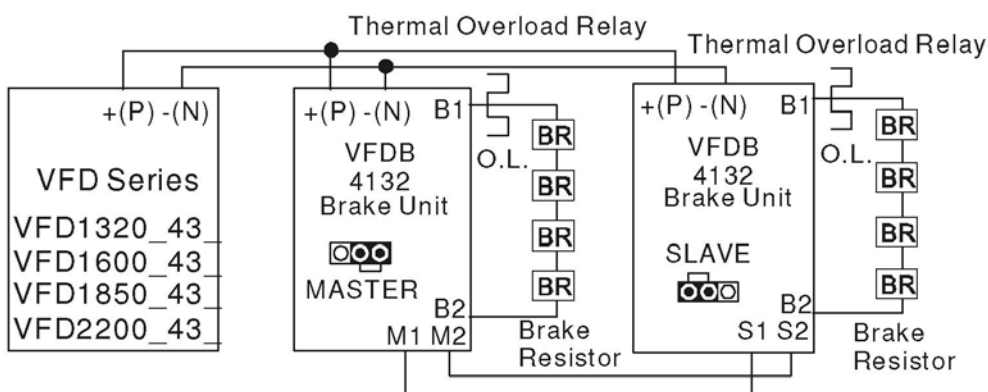 Thermal Overload Relay
Thermal Overload Relay
+(P) -(N)
VFD Series
VFD1320_43_
VFD1600_43_
VFD1850_43_
VFD2200_43_
+(P) -(N) B1
VFDB
4132
Brake Unit
MASTER
B2
M1 M2
O.L.
BR
BR
BR
BR
Brake
Resistor
+(P) -(N) B1
VFDB
4132
Brake Unit
SLAVE
B2
S1 S2
O.L.
BR
BR
BR
BR
Brake
Resistor